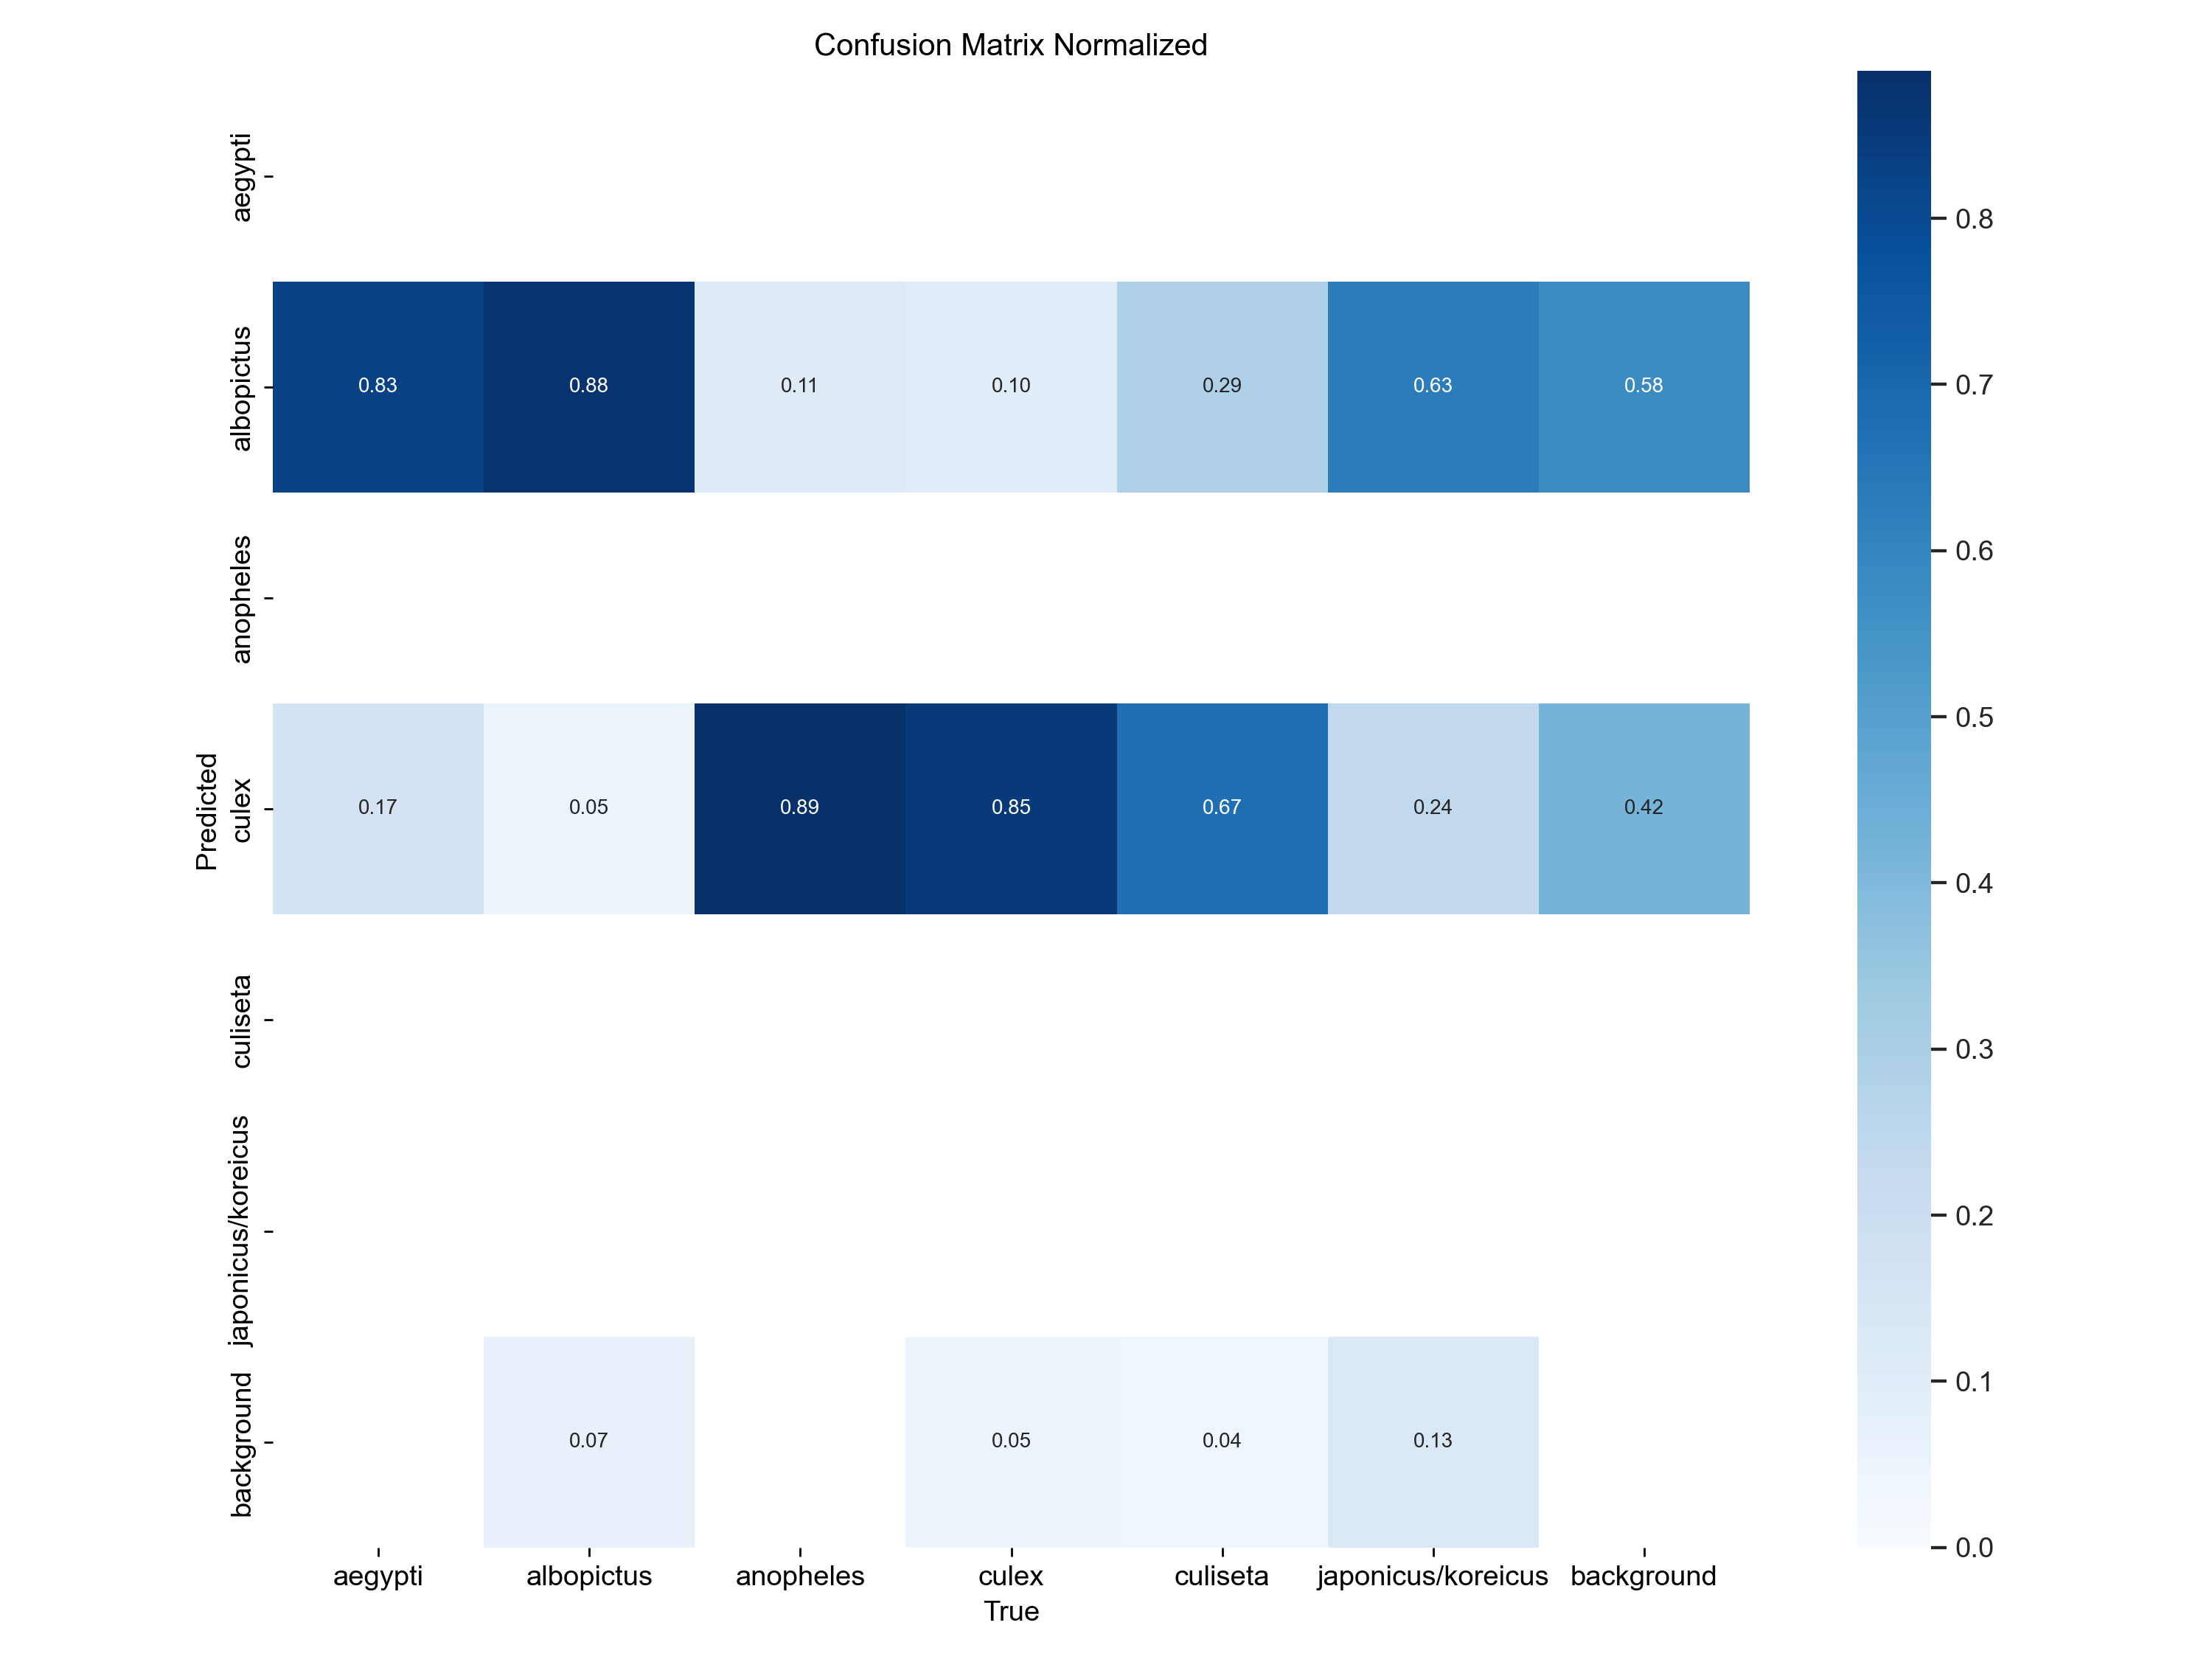 Confusion Matrix Normalized
aegypti
albopictus
0.83 0.88 0.11 0.10 0.29 0.63 0.58
anopheles
Predicted
culex
0.17 0.05 0.89 0.85 0.67 0.24 0.42
culiseta
japonicus/koreicus
background
0.07 0.05 0.04 0.13
aegypti albopictus anopheles culex culiseta japonicus/koreicus background
True
0.8
0.7
0.6
0.5
0.4
0.3
0.2
0.1
0.0